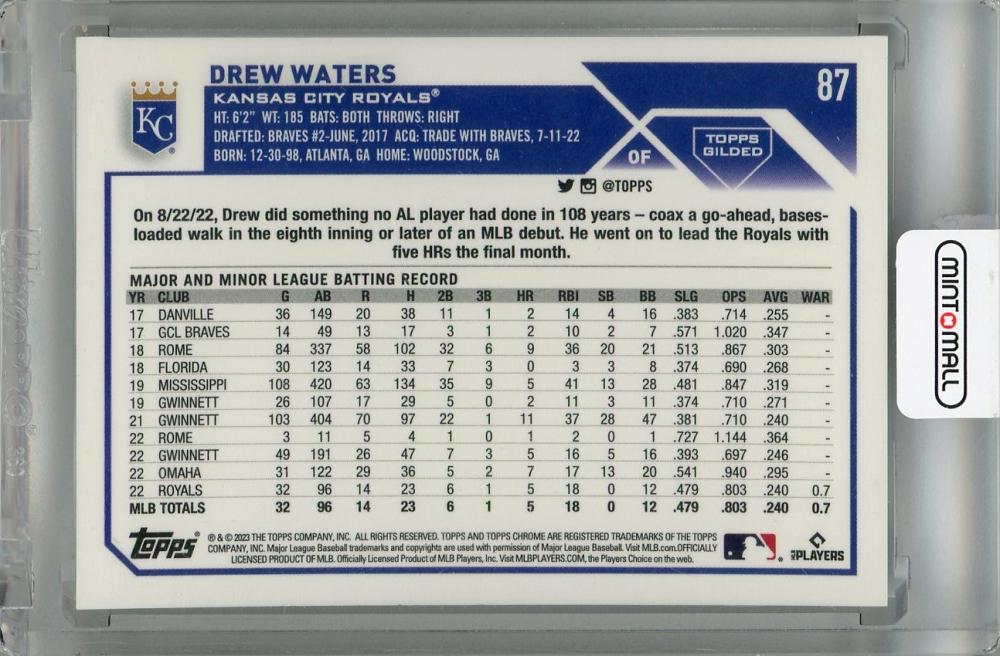 DREW WATERS
87
KANSAS CITY ROYALS®
HT: 6'2" WT: 185 BATS: BOTH THROWS: RIGHT
DRAFTED: BRAVES #2-JUNE, 2017 ACQ: TRADE WITH BRAVES, 7-11-22
BORN: 12-30-98, ATLANTA, GA HOME: WOODSTOCK, GA
KC
®
OF
TOPPS
GILDED
@TOPPS
On 8/22/22, Drew did something no AL player had done in 108 years – coax a go-ahead, bases-
loaded walk in the eighth inning or later of an MLB debut. He went on to lead the Royals with
five HRs the final month.
MAJOR AND MINOR LEAGUE BATTING RECORD
YR CLUB G AB R H 2B 3B HR RBI SB BB SLG OPS AVG WAR
17 DANVILLE 36 149 20 38 11 1 2 14 4 16 .383 .714 .255 -
17 GCL BRAVES 14 49 13 17 3 1 2 10 2 7 .571 1.020 .347 -
18 ROME 84 337 58 102 32 6 9 36 20 21 .513 .867 .303 -
18 FLORIDA 30 123 14 33 7 3 0 3 3 8 .374 .690 .268 -
19 MISSISSIPPI 108 420 63 134 35 9 5 41 13 28 .481 .847 .319 -
19 GWINNETT 26 107 17 29 5 0 2 11 3 11 .374 .710 .271 -
21 GWINNETT 103 404 70 97 22 1 11 37 28 47 .381 .710 .240 -
22 ROME 3 11 5 4 1 0 1 2 0 1 .727 1.144 .364 -
22 GWINNETT 49 191 26 47 7 3 5 16 5 16 .393 .697 .246 -
22 OMAHA 31 122 29 36 5 2 7 17 13 20 .541 .940 .295 -
22 ROYALS 32 96 14 23 6 1 5 18 0 12 .479 .803 .240 0.7
MLB TOTALS 32 96 14 23 6 1 5 18 0 12 .479 .803 .240 0.7
topps
® & © 2023 THE TOPPS COMPANY, INC. ALL RIGHTS RESERVED. TOPPS AND TOPPS CHROME ARE REGISTERED TRADEMARKS OF THE TOPPS
COMPANY, INC. Major League Baseball trademarks and copyrights are used with permission of Major League Baseball. Visit MLB.com.OFFICIALLY
LICENSED PRODUCT OF MLB. Officially Licensed Product of MLB Players, Inc. Visit MLBPLAYERS.COM, the Players Choice on the web.
MLB PLAYERS
MINT MALL